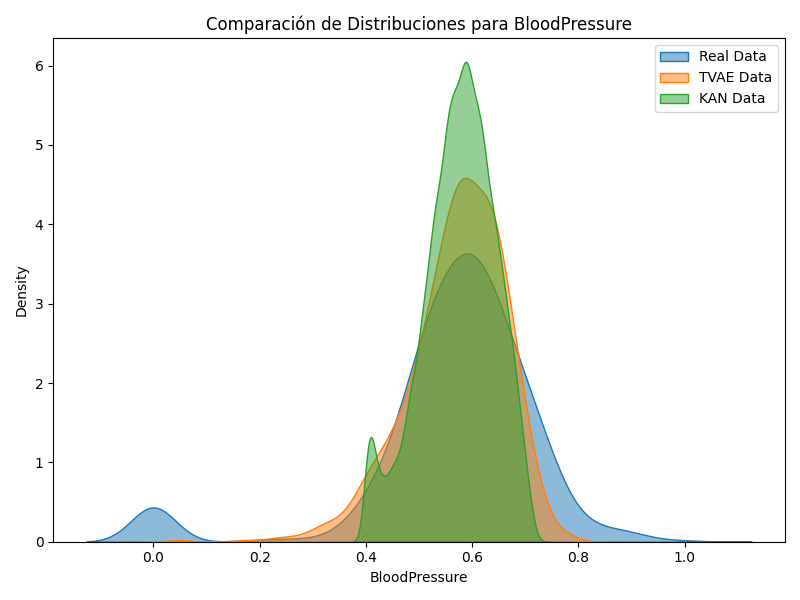 Comparación de Distribuciones para BloodPressure
Real Data
TVAE Data
KAN Data
6
5
4
3
2
1
0
Density
0.0 0.2 0.4 0.6 0.8 1.0
BloodPressure